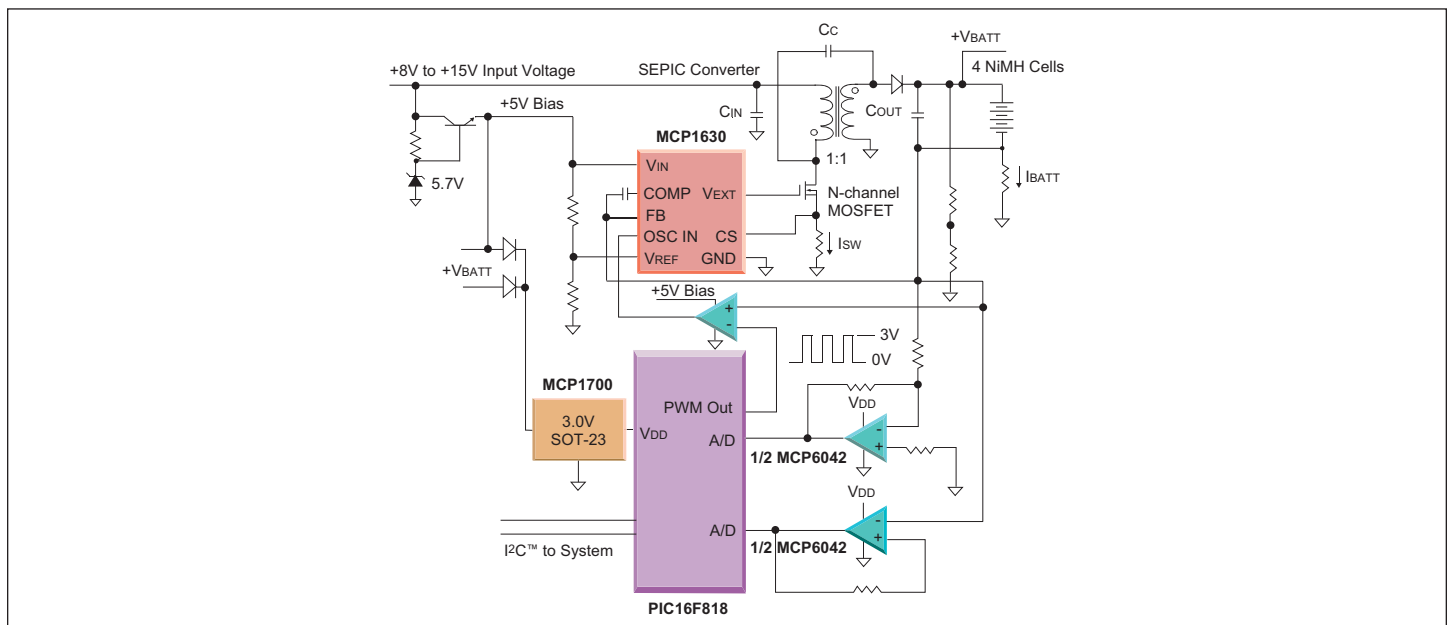 CC
+VBATT
4 NiMH Cells
+8V to +15V Input Voltage
SEPIC Converter
+5V Bias
CIN
COUT
MCP1630
1:1
5.7V
VIN
COMP
VEXT
FB
OSC IN
CS
VREF
GND
N-channel
MOSFET
ISW
IBATT
+VBATT
+5V Bias
+
-
3V
0V
MCP1700
3.0V
SOT-23
VDD
PWM Out
A/D
VDD
-
+
1/2 MCP6042
VDD
A/D
-
+
1/2 MCP6042
I2C™ to System
PIC16F818